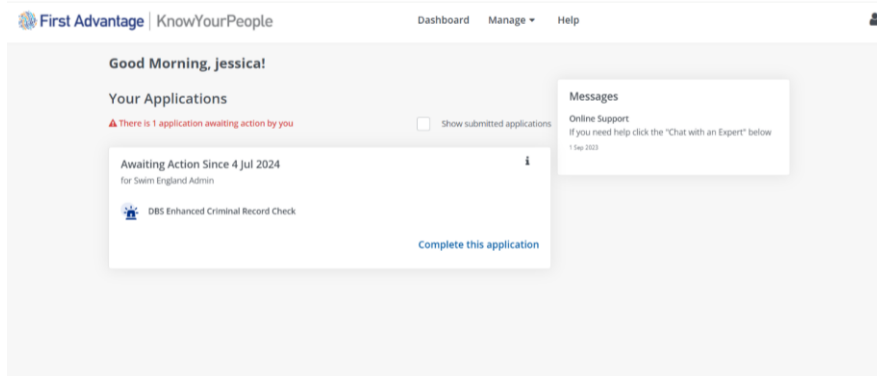 First Advantage | KnowYourPeople
Dashboard Manage Help
Good Morning, jessica!
Your Applications
There is 1 application awaiting action by you
Show submitted applications
Awaiting Action Since 4 Jul 2024
for Swim England Admin
DBS Enhanced Criminal Record Check
Complete this application
Messages
Online Support
If you need help click the "Chat with an Expert" below
1 Sep 2023